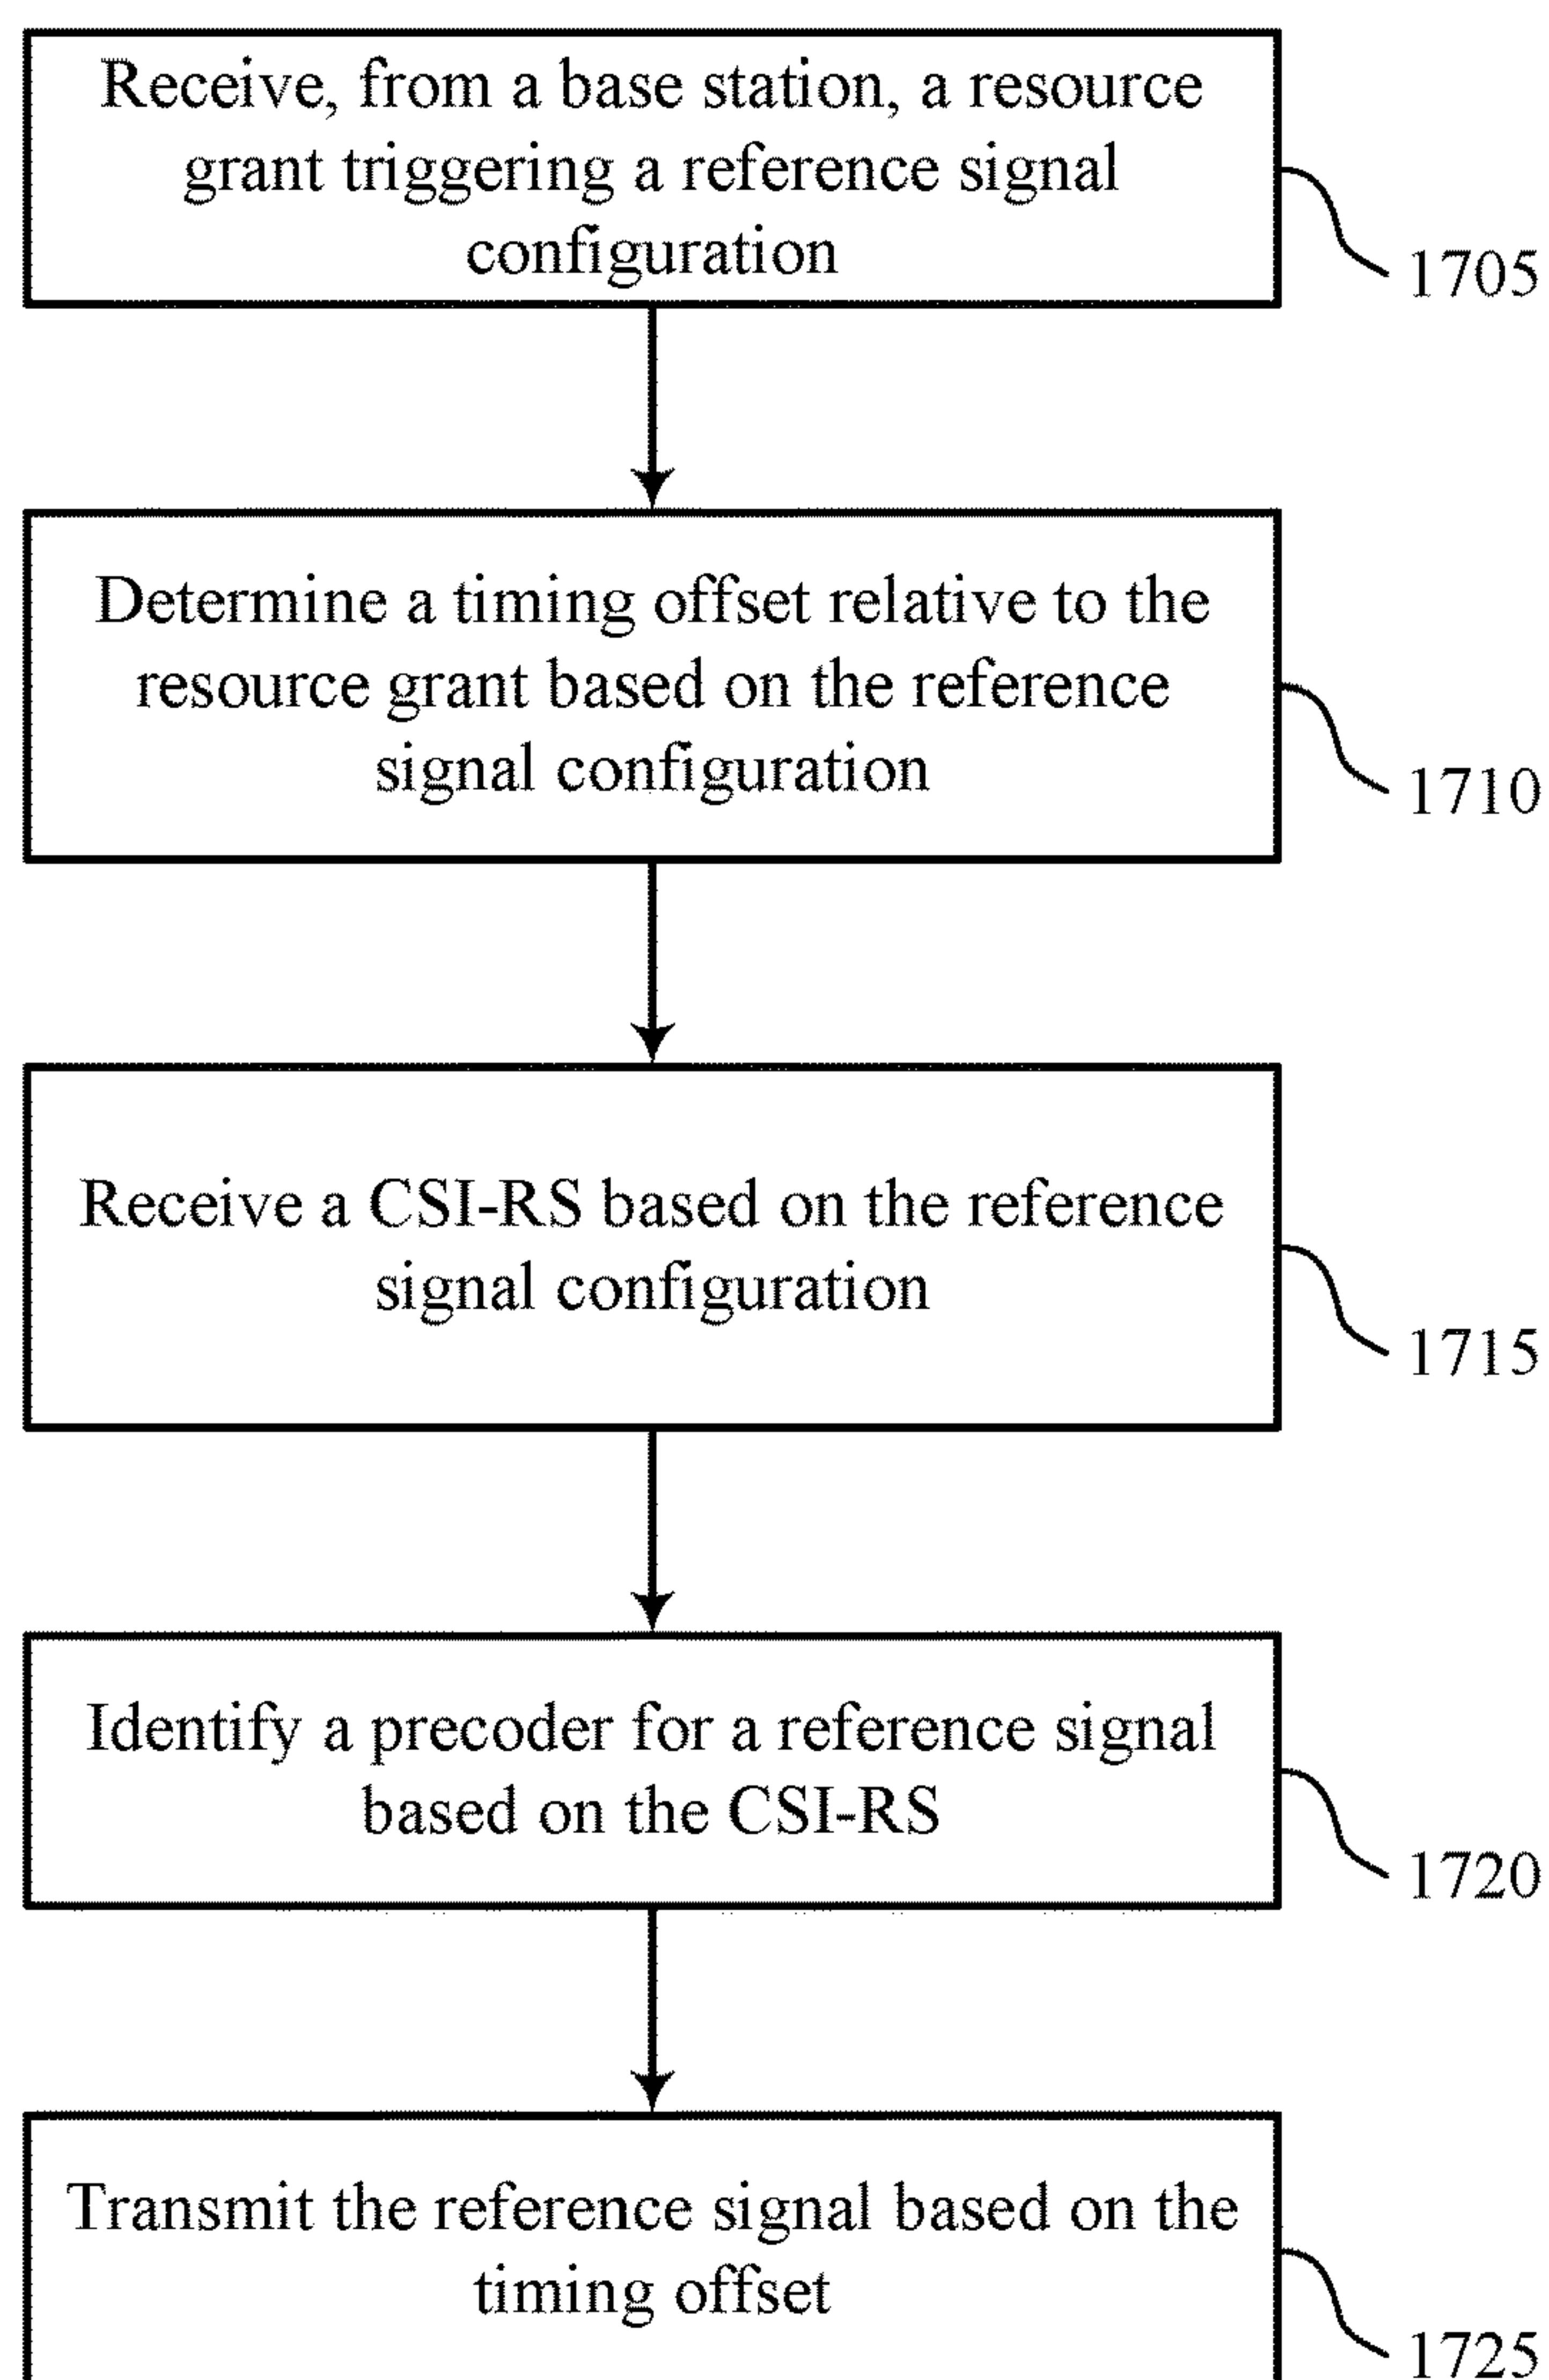 Receive, from a base station, a resource
grant triggering a reference signal
configuration
1705
Determine a timing offset relative to the
resource grant based on the reference
signal configuration
1710
Receive a CSI-RS based on the reference
signal configuration
1715
Identify a precoder for a reference signal
based on the CSI-RS
1720
Transmit the reference signal based on the
timing offset
1725